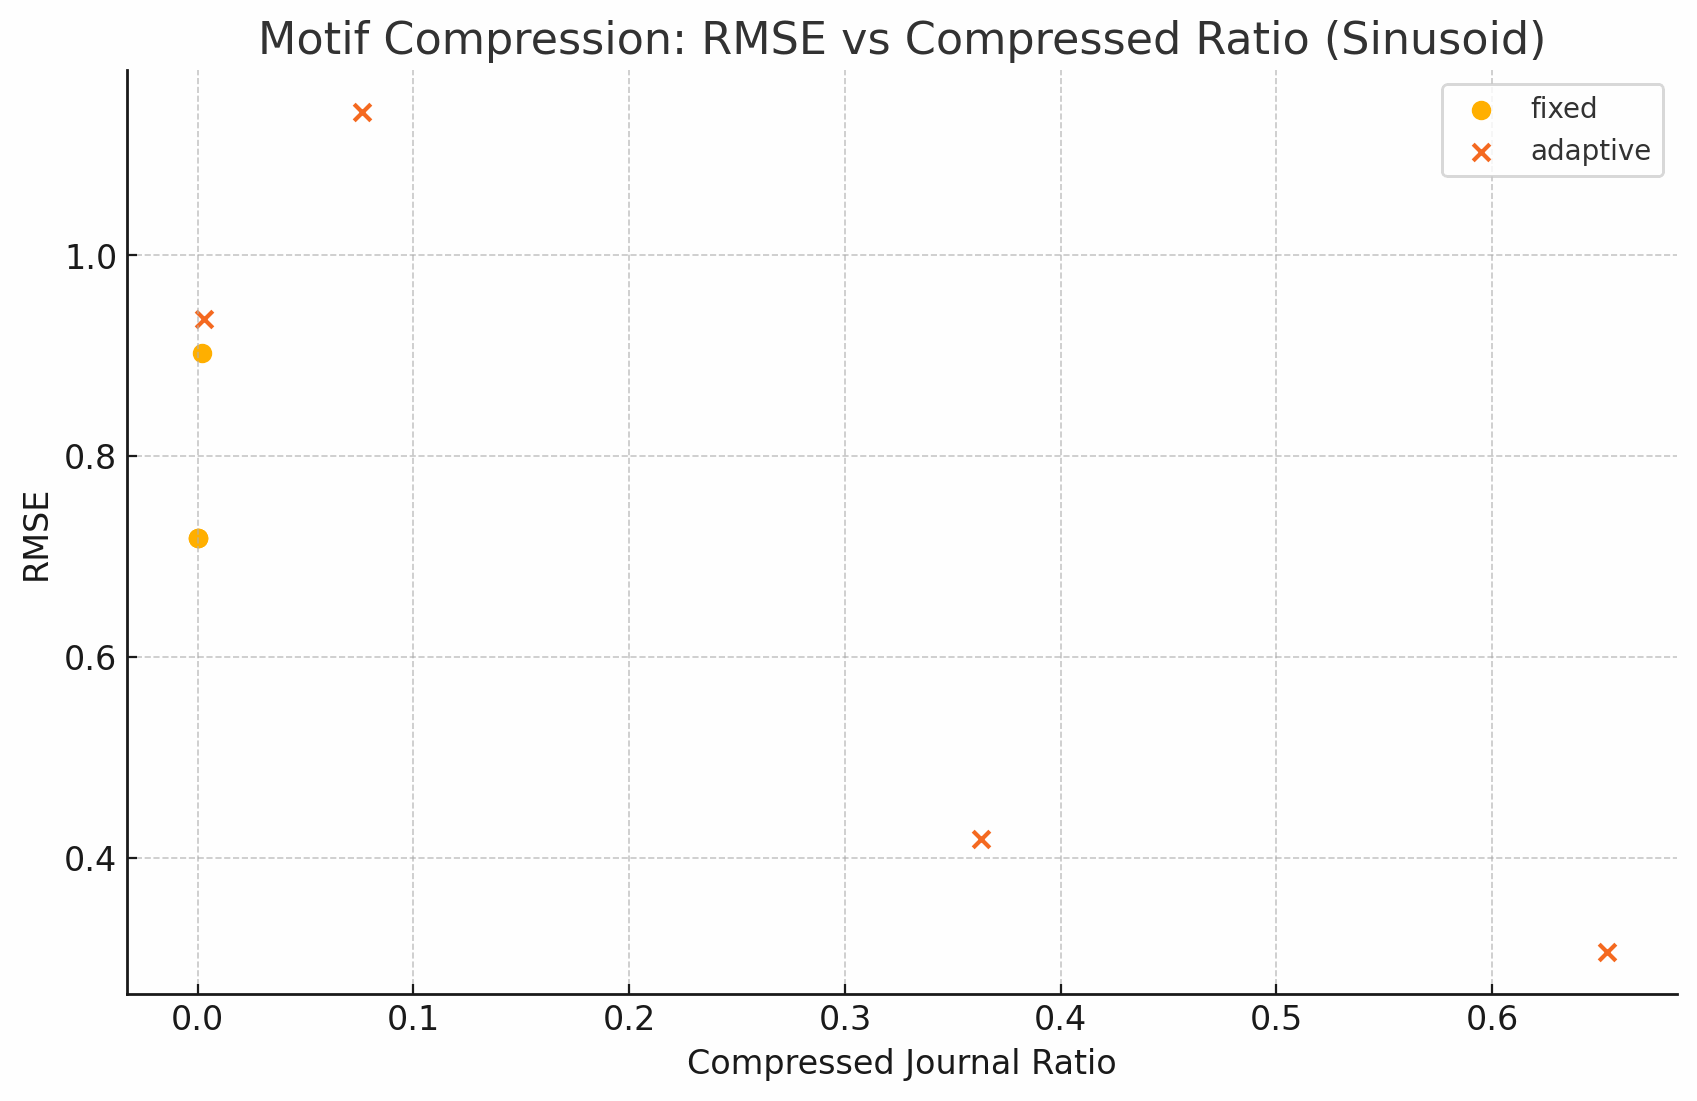 Motif Compression: RMSE vs Compressed Ratio (Sinusoid)
fixed
adaptive
1.0
0.8
0.6
0.4
RMSE
0.0 0.1 0.2 0.3 0.4 0.5 0.6
Compressed Journal Ratio